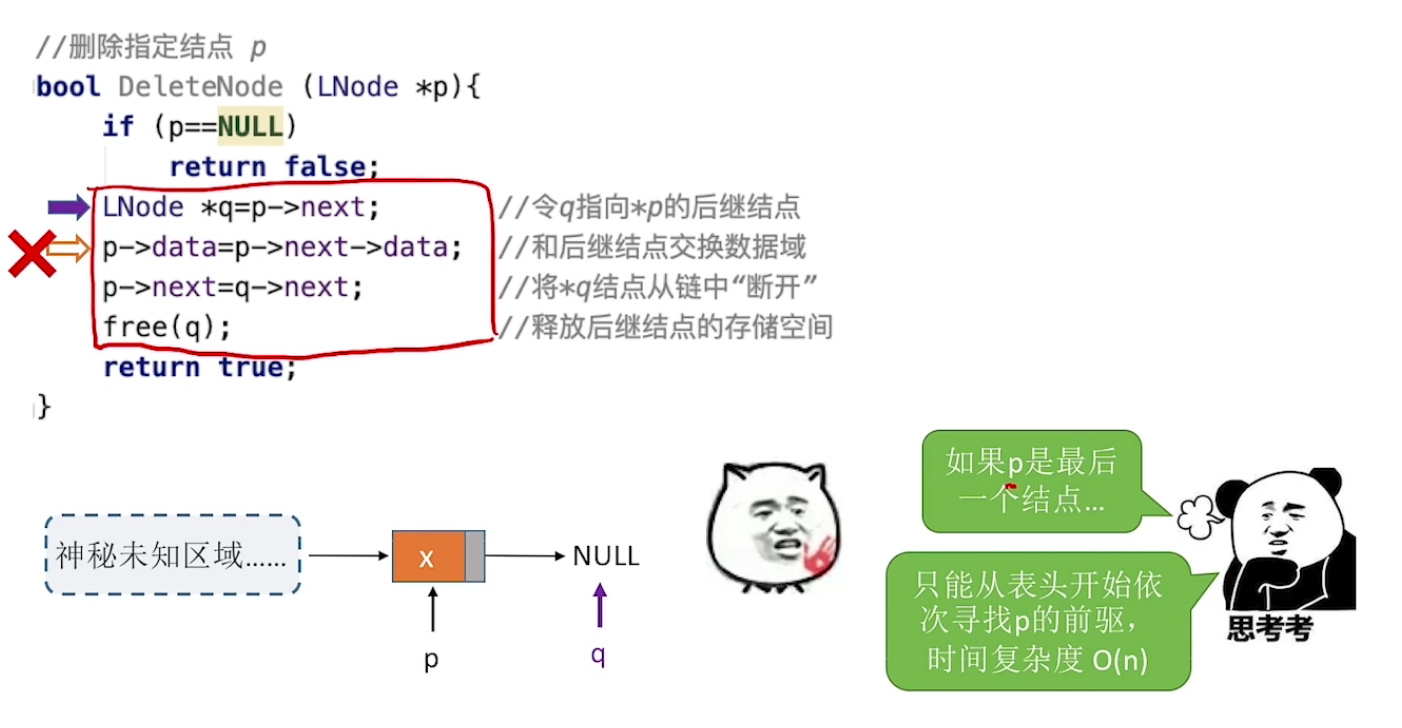 //删除指定结点 p
bool DeleteNode (LNode *p){
if (p==NULL)
return false;
LNode *q=p->next; //令q指向*p的后继结点
p->data=p->next->data; //和后继结点交换数据域
p->next=q->next; //将*q结点从链中“断开”
free(q); //释放后继结点的存储空间
return true;
}
如果p是最后
一个结点...
神秘未知区域......
x
NULL
p
q
只能从表头开始依
次寻找p的前驱，
时间复杂度 O(n)
思考考